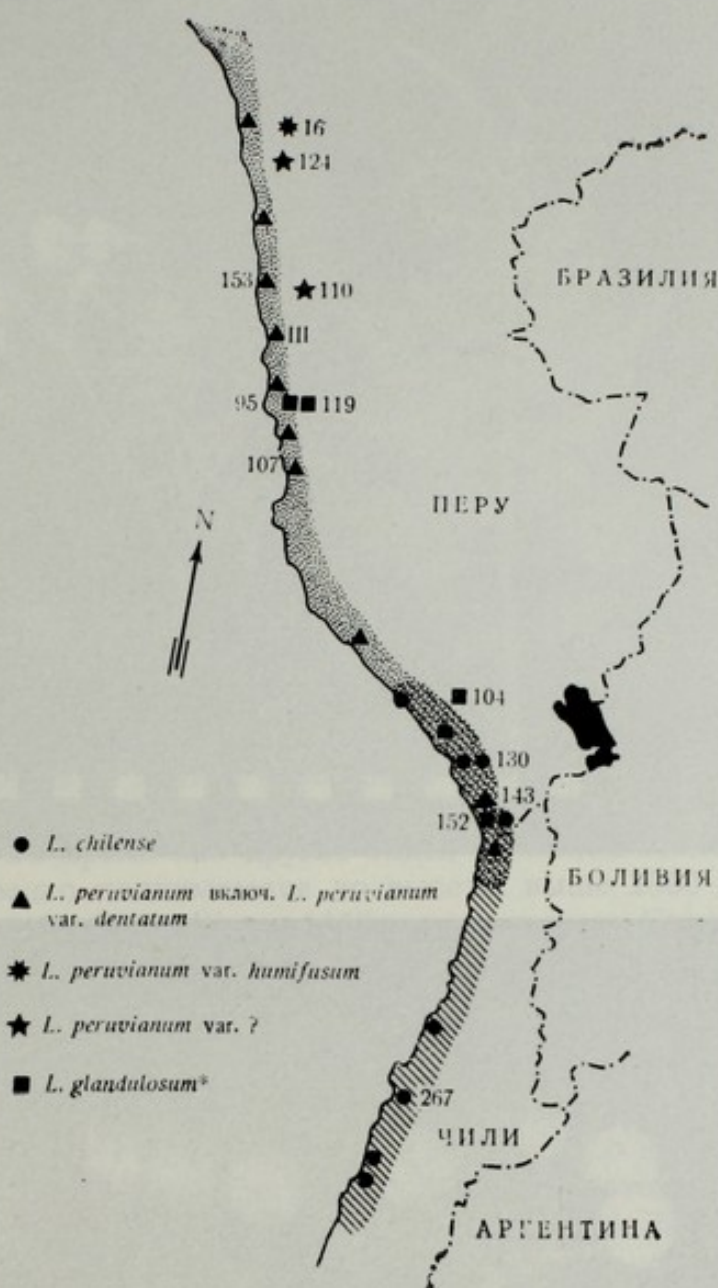 16
124
БРАЗИЛИЯ
153
110
111
95
119
107
ПЕРУ
N
104
130
143
152
БОЛИВИЯ
L. chilense
L. peruvianum включ. L. peruvianum
var. dentatum
L. peruvianum var. humifusum
L. peruvianum var. ?
L. glandulosum*
267
ЧИЛИ
АРГЕНТИНА